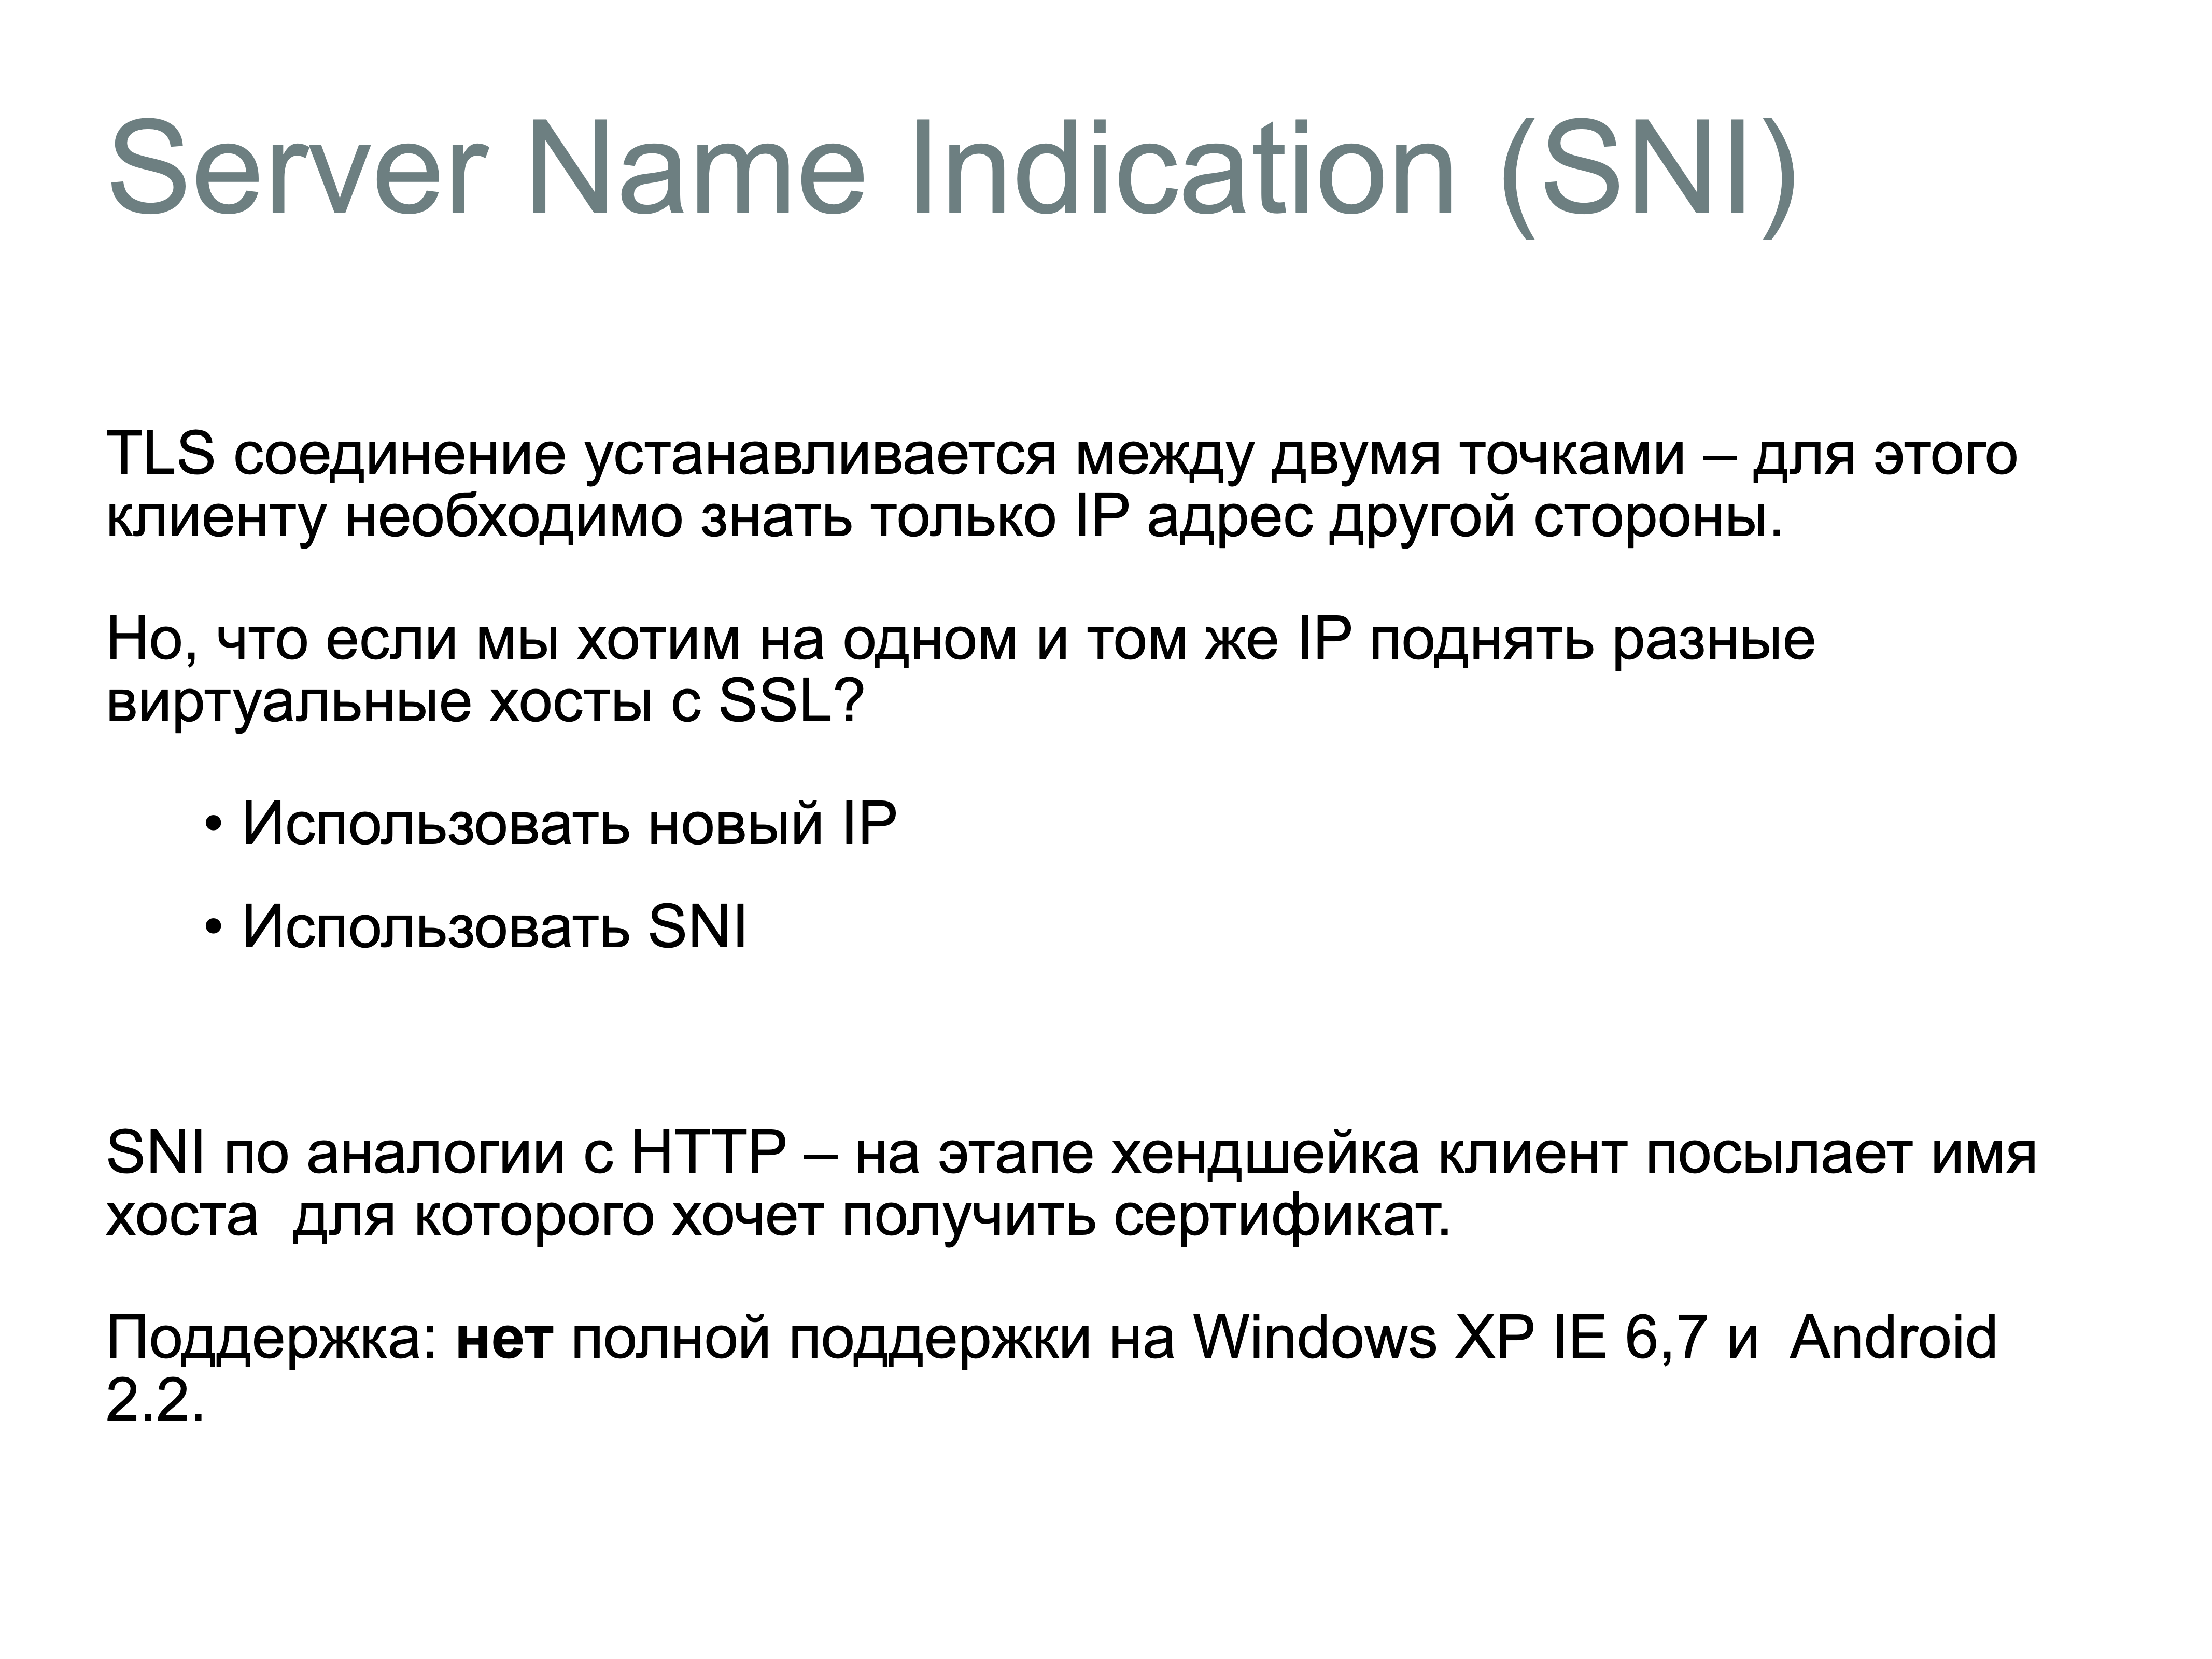 Server Name Indication (SNI)
TLS соединение устанавливается между двумя точками – для этого
клиенту необходимо знать только IP адрес другой стороны.
Но, что если мы хотим на одном и том же IP поднять разные
виртуальные хосты с SSL?
• Использовать новый IP
• Использовать SNI
SNI по аналогии с HTTP – на этапе хендшейка клиент посылает имя
хоста  для которого хочет получить сертификат.
Поддержка: нет полной поддержки на Windows XP IE 6,7 и  Android
2.2.